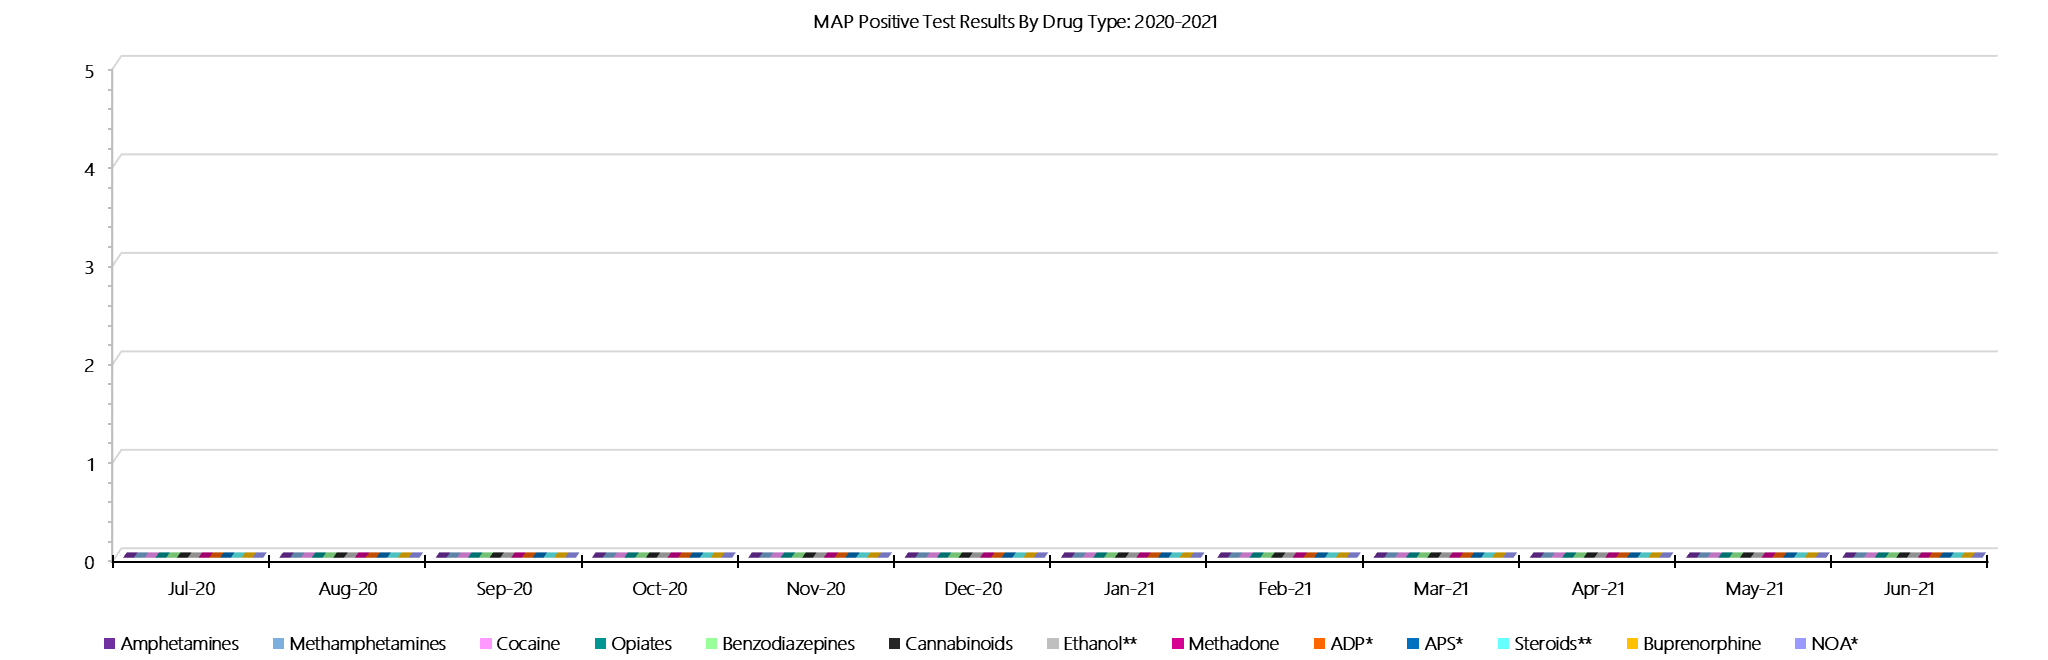 MAP Positive Test Results By Drug Type: 2020-2021
5
4
3
2
1
0
Jul-20 Aug-20 Sep-20 Oct-20 Nov-20 Dec-20 Jan-21 Feb-21 Mar-21 Apr-21 May-21 Jun-21
Amphetamines Methamphetamines Cocaine Opiates Benzodiazepines Cannabinoids Ethanol** Methadone ADP* APS* Steroids** Buprenorphine NOA*